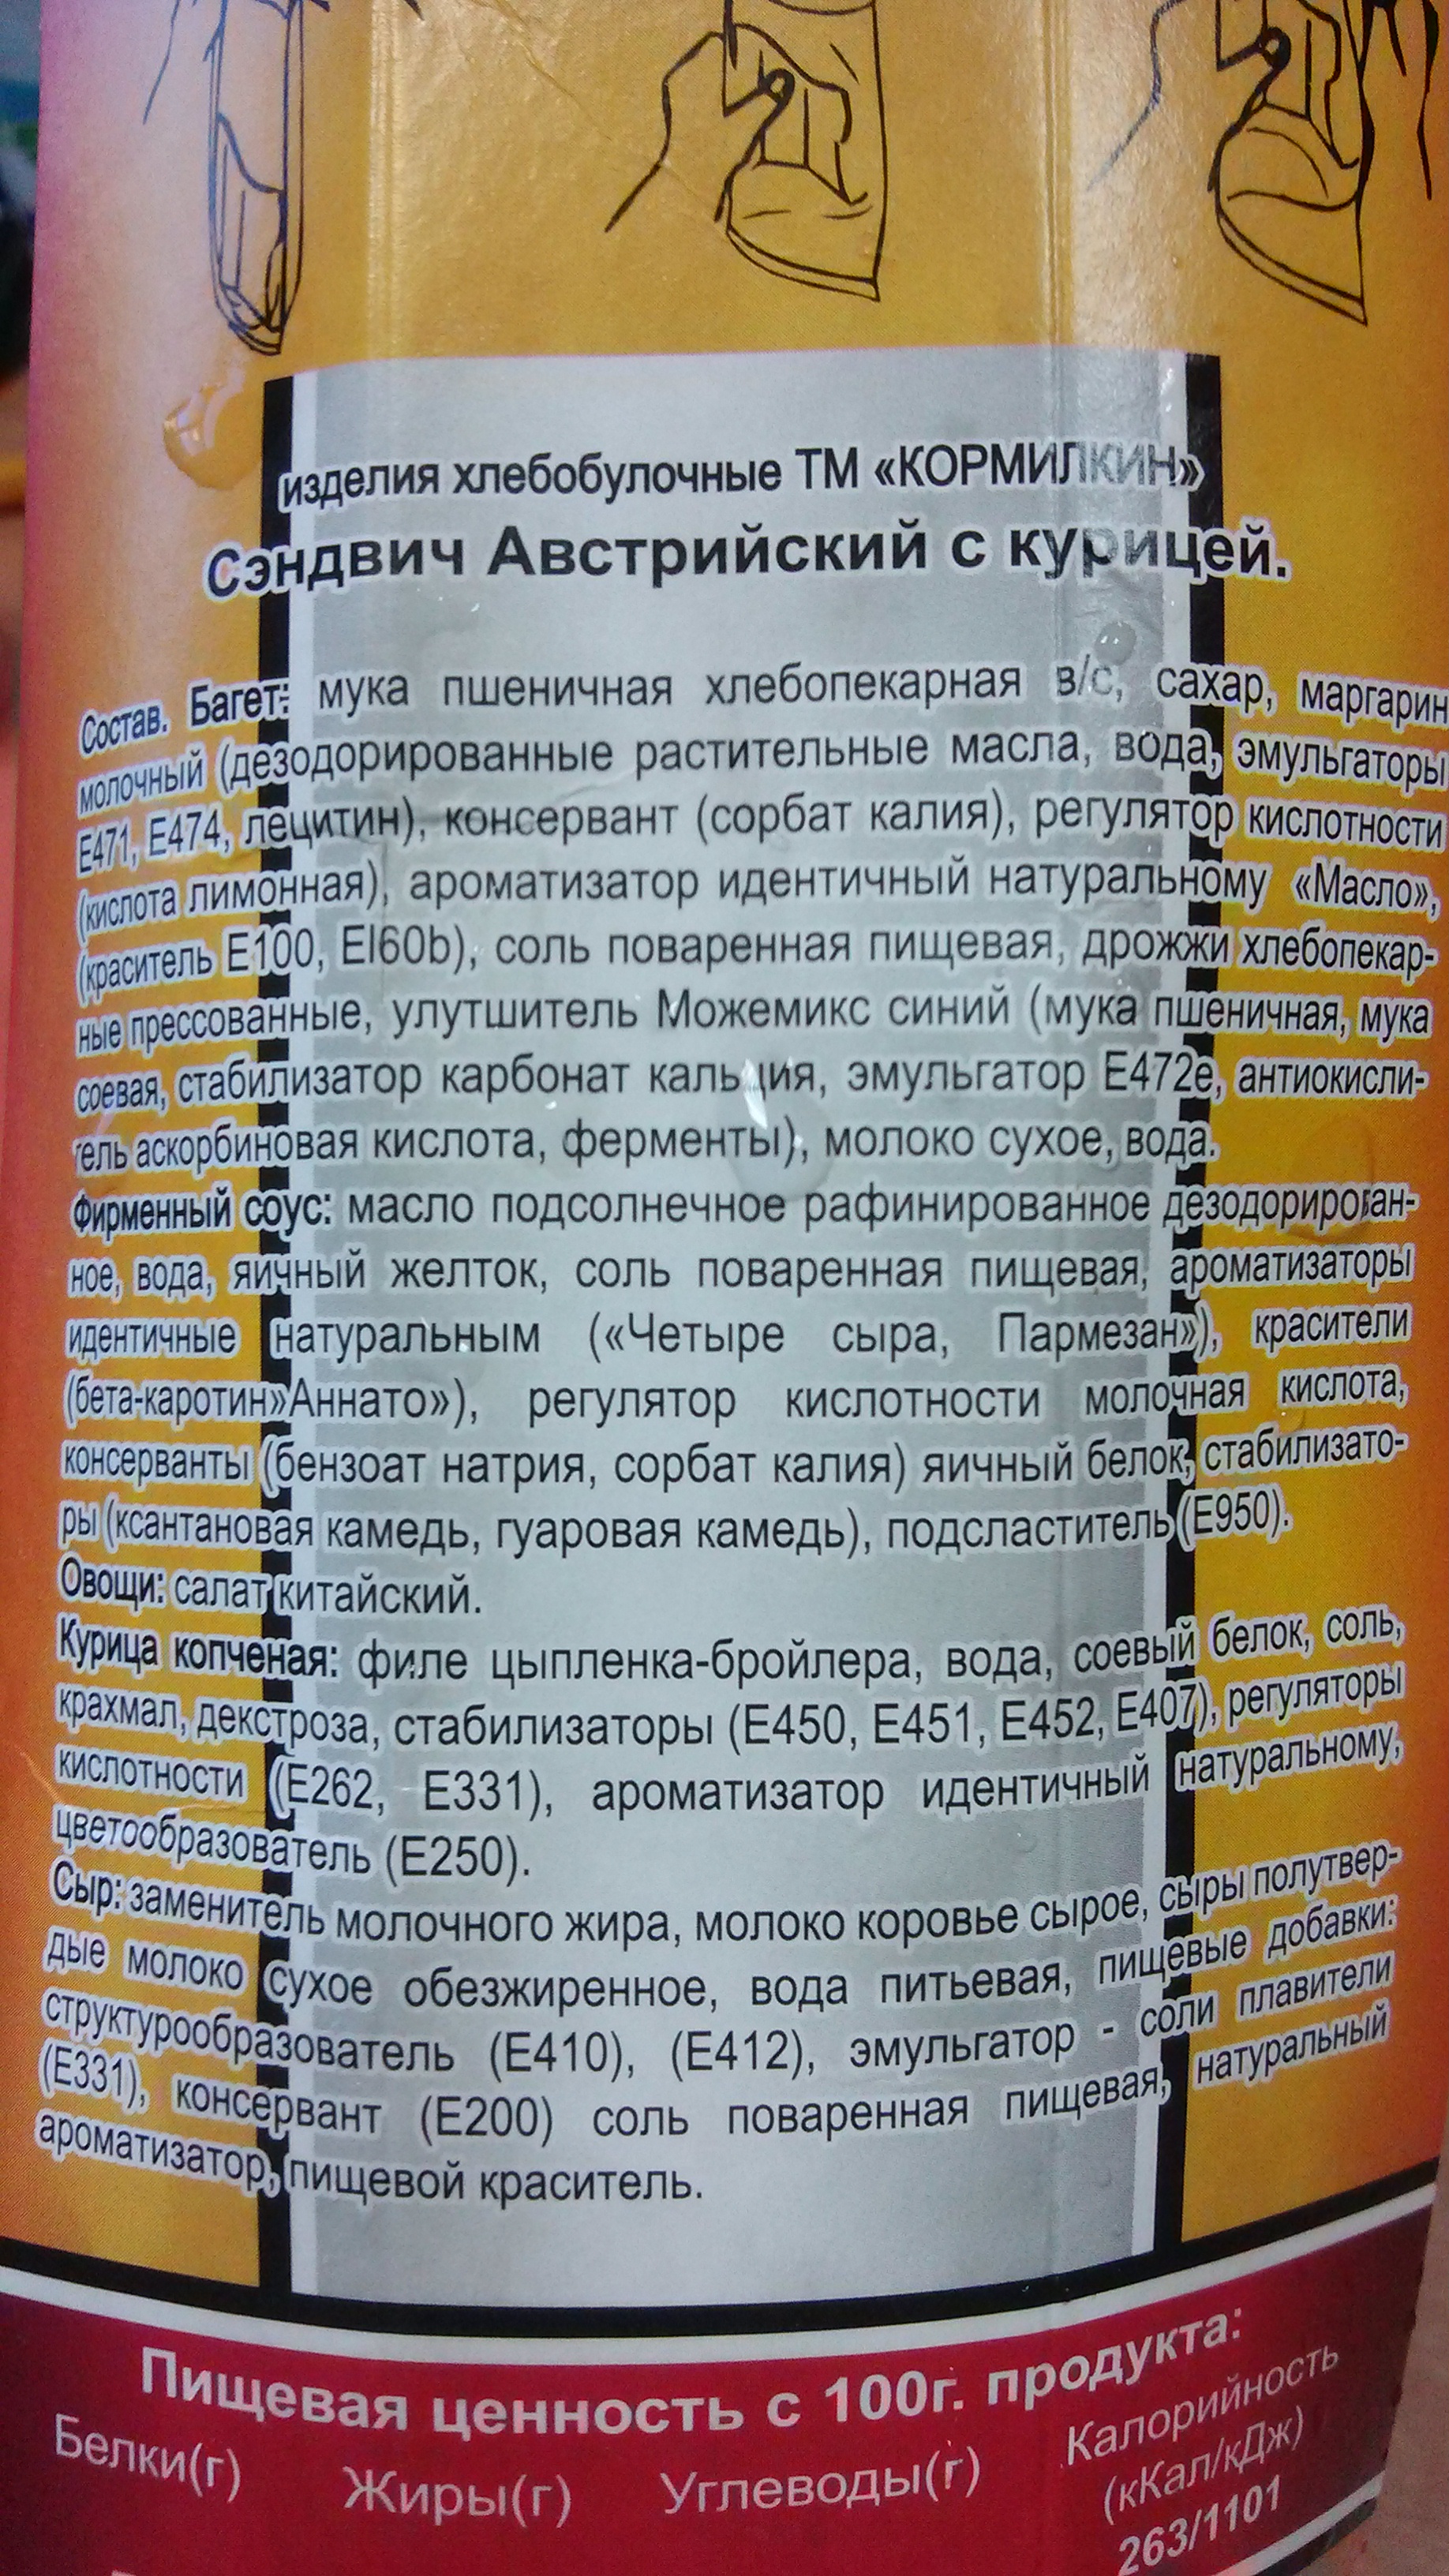 изделия хлебобулочные ТМ «КОРМИЛКИН»
Сэндвич Австрийский с курицей.
Состав. Багет: мука пшеничная хлебопекарная в/с, сахар, маргарин
молочный (дезодорированные растительные масла, вода, эмульгаторы
Е471, Е474, лецитин), консервант (сорбат калия), регулятор кислотности
(кислота лимонная), ароматизатор идентичный натуральному «Масло»,
(краситель Е100, El60b), соль поваренная пищевая, дрожжи хлебопекар-
ные прессованные, улутшитель Можемикс синий (мука пшеничная, мука
соевая, стабилизатор карбонат кальция, эмульгатор Е472е, антиокисли-
тель аскорбиновая кислота, ферменты), молоко сухое, вода.
Фирменный соус: масло подсолнечное рафинированное дезодорирован-
ное, вода, яичный желток, соль поваренная пищевая, ароматизаторы
идентичные натуральным («Четыре сыра, Пармезан»), красители
(бета-каротин»Аннато»), регулятор кислотности молочная кислота,
консерванты (бензоат натрия, сорбат калия) яичный белок, стабилизато-
ры (ксантановая камедь, гуаровая камедь), подсластитель (Е950).
Овощи: салат китайский.
Курица копченая: филе цыпленка-бройлера, вода, соевый белок, соль,
крахмал, декстроза, стабилизаторы (Е450, Е451, Е452, Е407), регуляторы
кислотности (Е262, Е331), ароматизатор идентичный натуральному,
цветообразователь (Е250).
Сыр: заменитель молочного жира, молоко коровье сырое, сыры полутвер-
дые молоко сухое обезжиренное, вода питьевая, пищевые добавки:
структурообразователь (Е410), (Е412), эмульгатор - соли плавители
(Е331), консервант (Е200) соль поваренная пищевая, натуральный
ароматизатор, пищевой краситель.
Пищевая ценность с 100г. продукта:
Белки(г) Жиры(г) Углеводы(г) Калорийность
(кКал/кДж)
263/1101